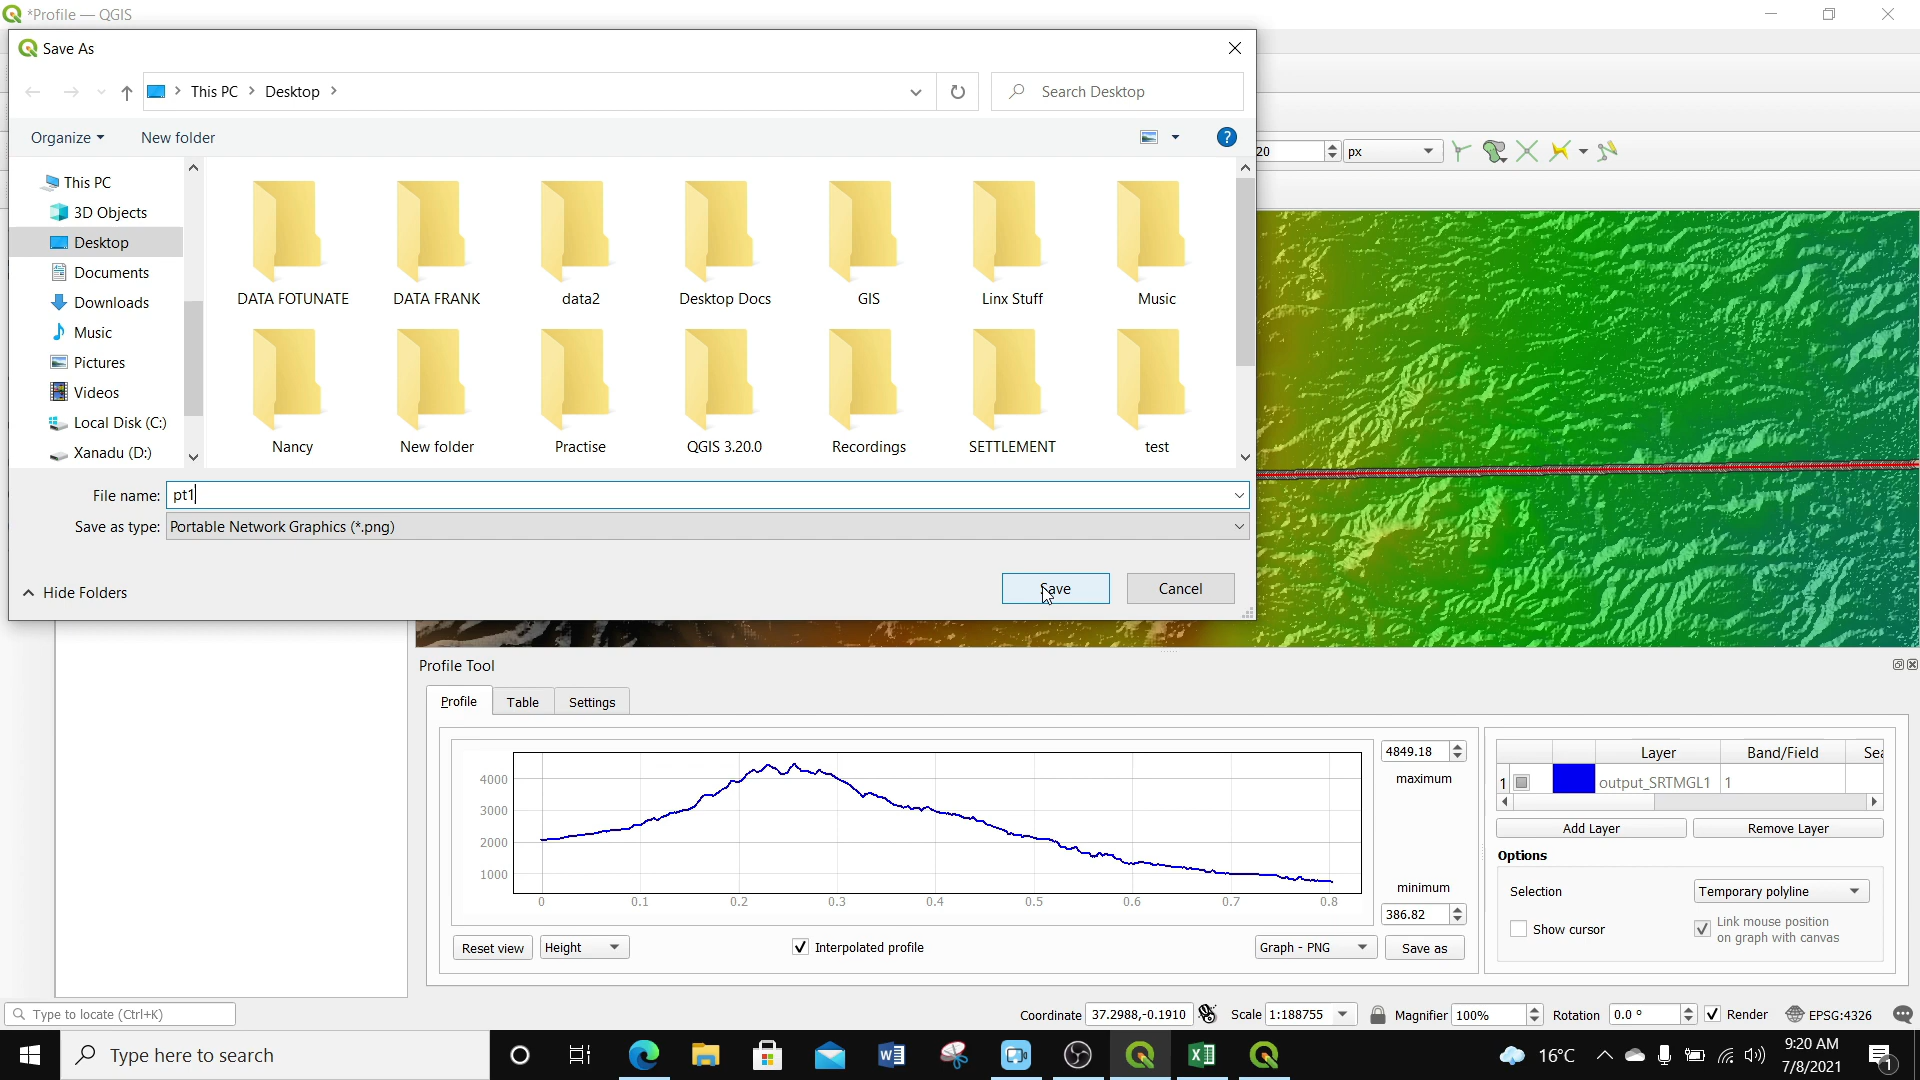 *Profile — QGIS
Save As
This PC > Desktop >
Search Desktop
Organize
New folder
This PC
3D Objects
Desktop
Documents
Downloads
Music
Pictures
Videos
Local Disk (C:)
Xanadu (D:)
DATA FOTUNATE
DATA FRANK
data2
Desktop Docs
GIS
Linx Stuff
Music
Nancy
New folder
Practise
QGIS 3.20.0
Recordings
SETTLEMENT
test
File name: pt1
Save as type: Portable Network Graphics (*.png)
Hide Folders
Save
Cancel
20
px
Profile Tool
Profile
Table
Settings
4000
3000
2000
1000
0 0.1 0.2 0.3 0.4 0.5 0.6 0.7 0.8
4849.18
maximum
minimum
386.82
Reset view
Height
Interpolated profile
Graph - PNG
Save as
Layer Band/Field Sea
1 output_SRTMGL1 1
Add Layer
Remove Layer
Options
Selection
Temporary polyline
Show cursor
Link mouse position
on graph with canvas
Type to locate (Ctrl+K)
Coordinate 37.2988,-0.1910
Scale 1:188755
Magnifier 100%
Rotation 0.0 °
Render
EPSG:4326
Type here to search
16°C
9:20 AM
7/8/2021
1